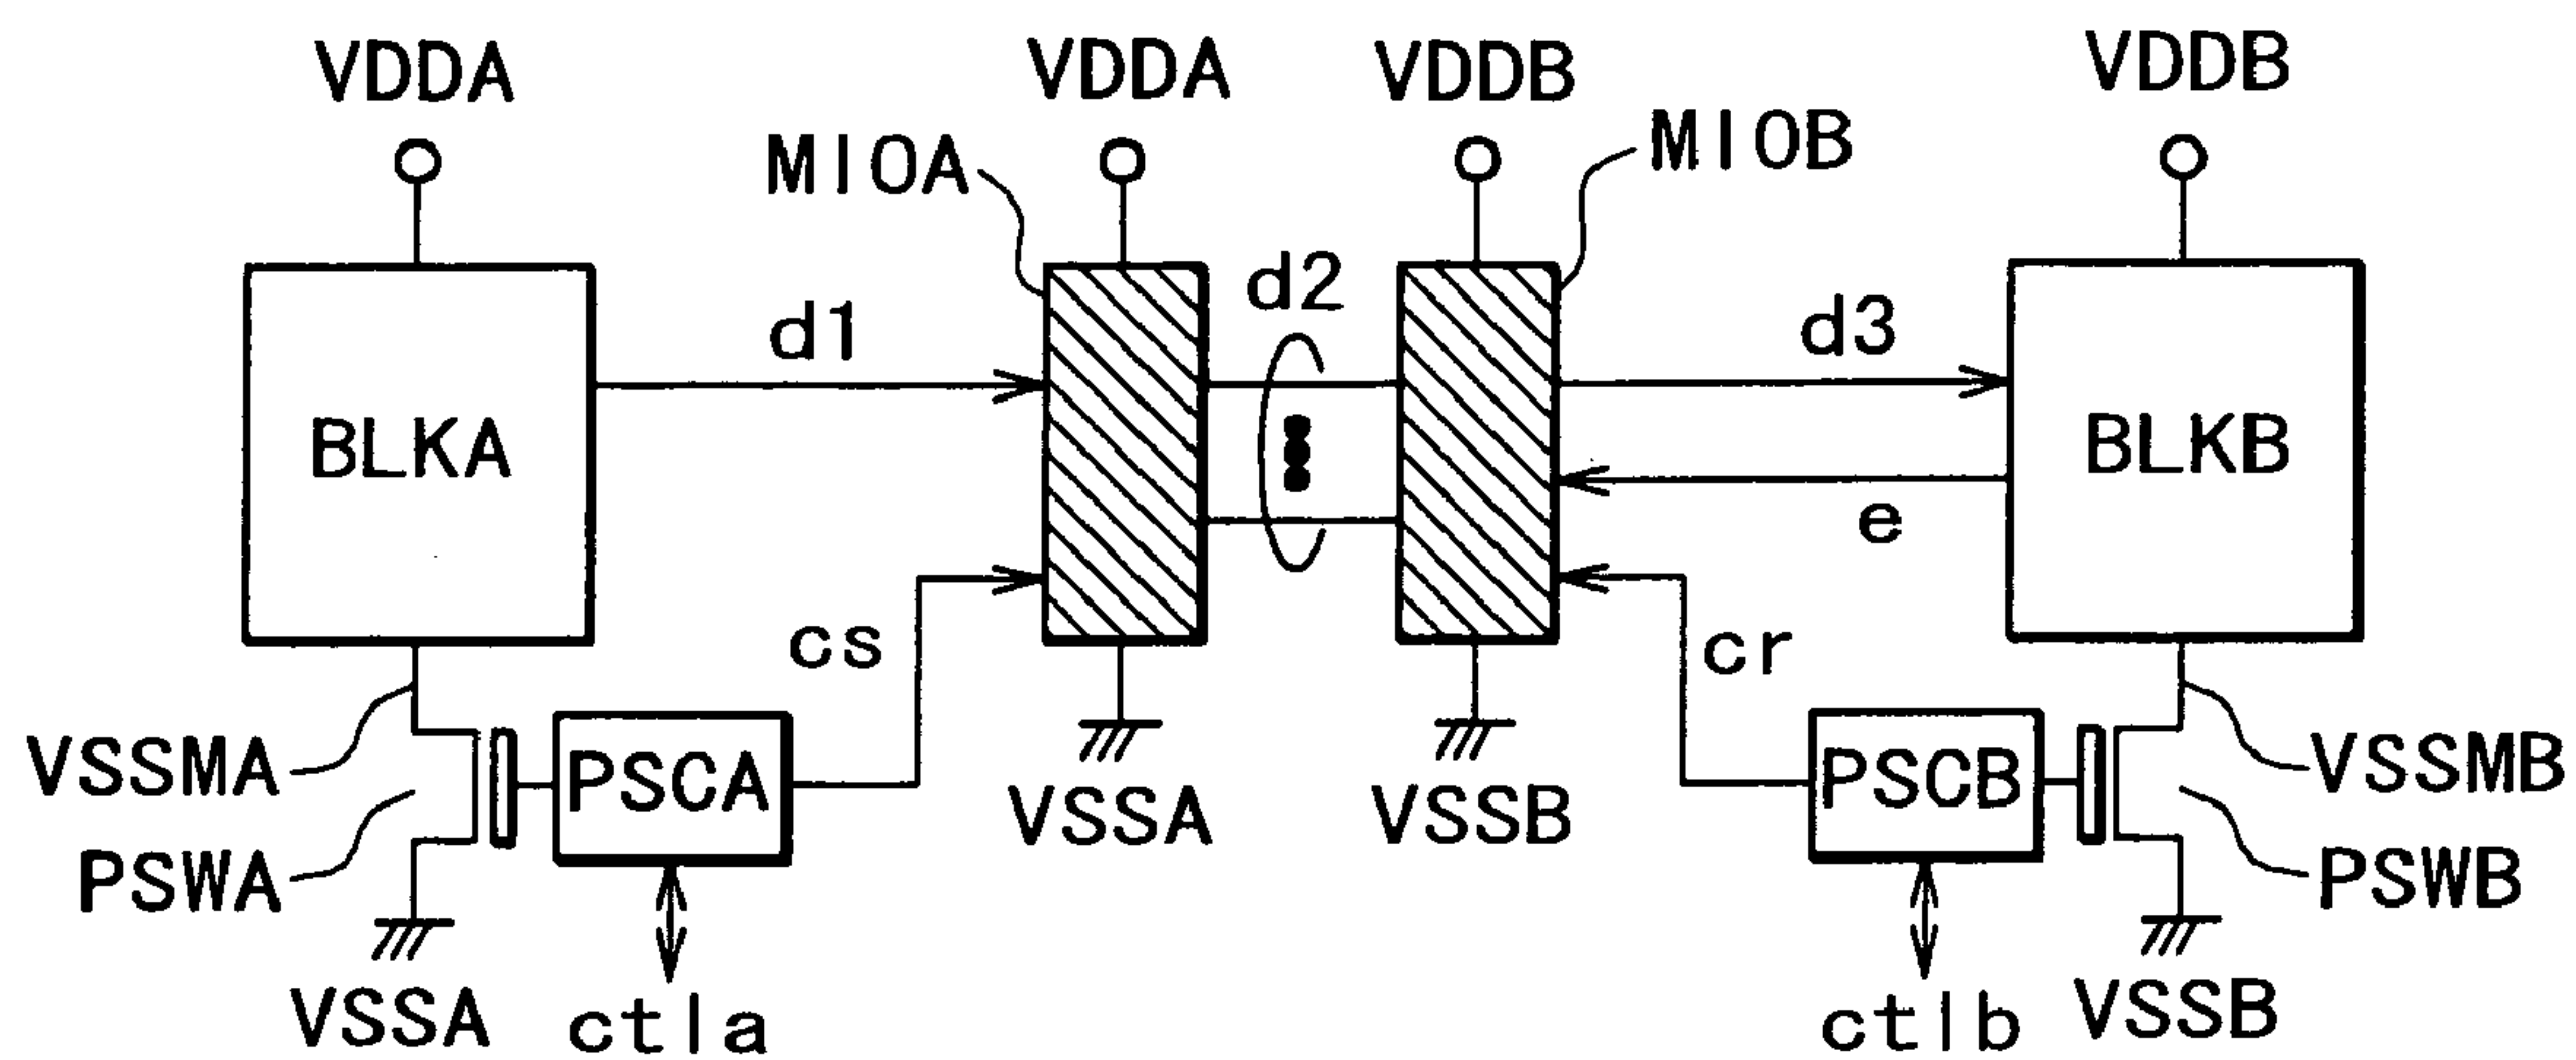 VDDA
VDDA
VDDB
VDDB
MIOA
MIOB
d1
d2
d3
BLKA
BLKB
e
cs
cr
VSSMA
PSCA
VSSA
VSSB
PSCB
VSSMB
PSWA
PSWB
VSSA
ctla
ctlb
VSSB